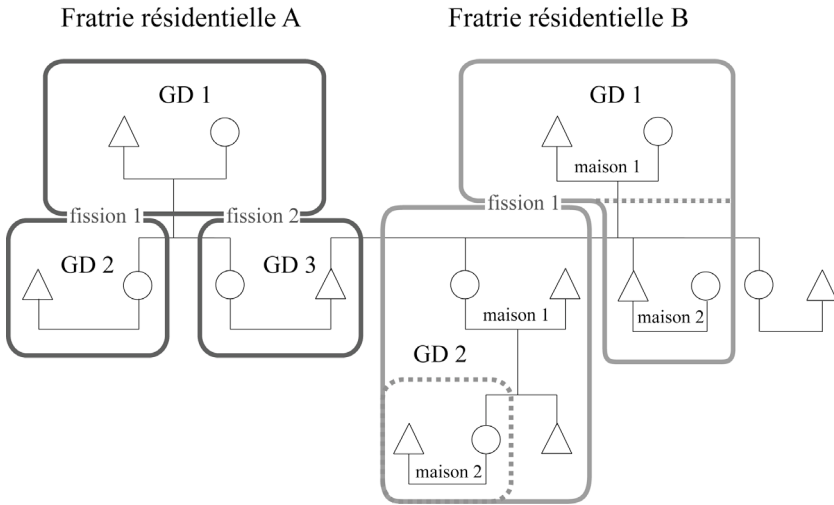 Fratrie résidentielle A
Fratrie résidentielle B
GD 1
GD 1
maison 1
fission 1
fission 2
fission 1
GD 2
GD 3
maison 1
maison 2
GD 2
maison 2